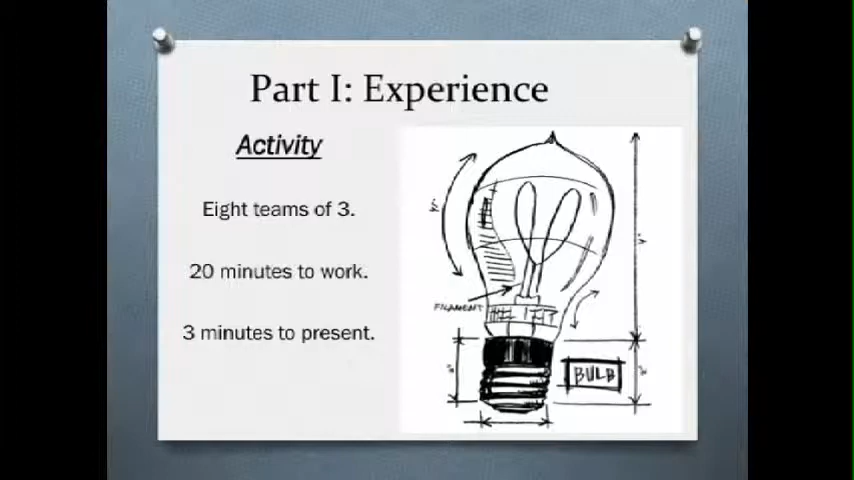 Part I: Experience
Activity
Eight teams of 3.
20 minutes to work.
3 minutes to present.
FILAMENT
BULB